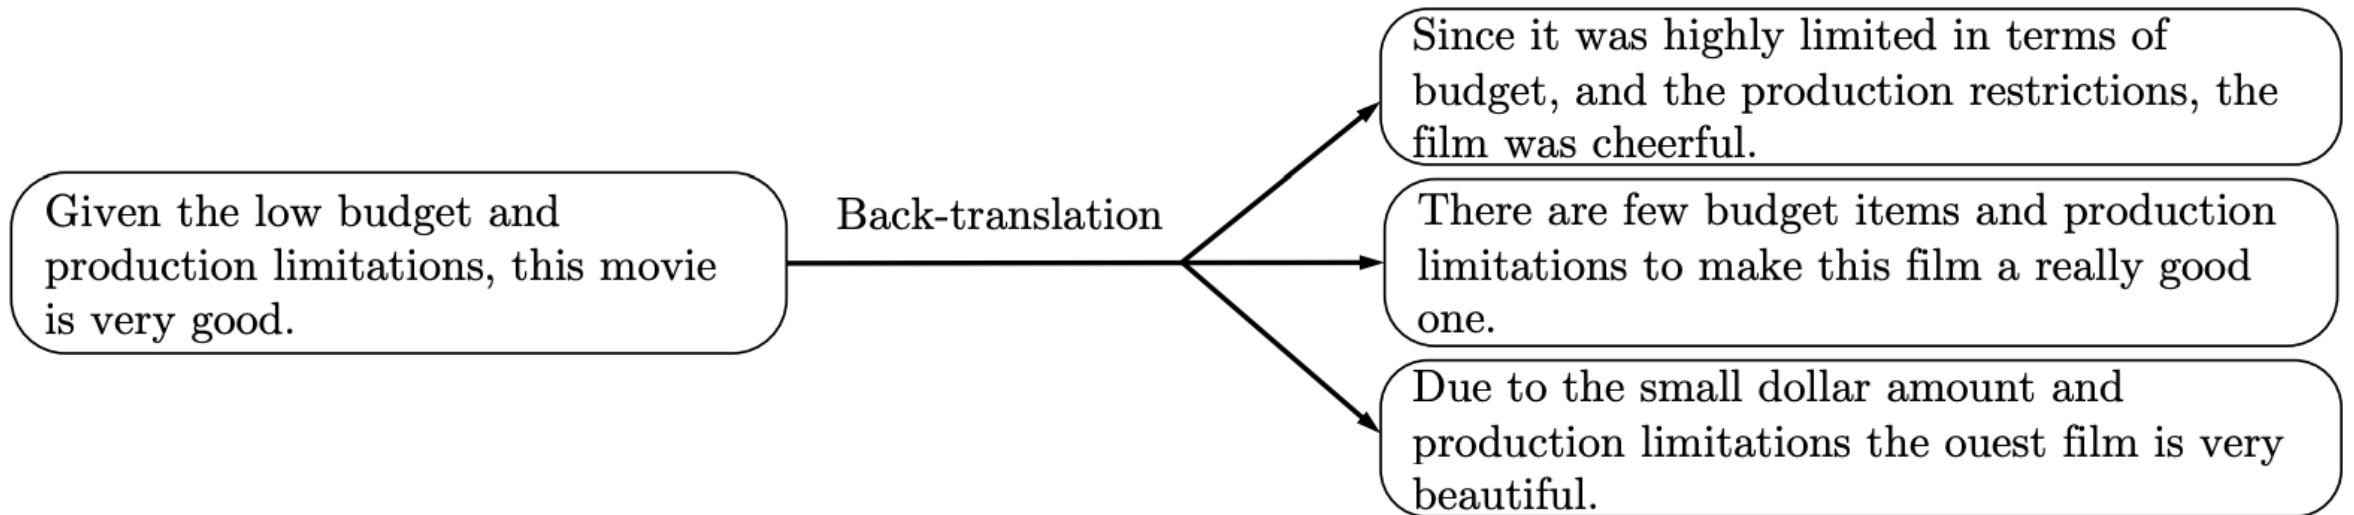 Given the low budget and
production limitations, this movie
is very good.
Back-translation
Since it was highly limited in terms of
budget, and the production restrictions, the
film was cheerful.
There are few budget items and production
limitations to make this film a really good
one.
Due to the small dollar amount and
production limitations the ouest film is very
beautiful.